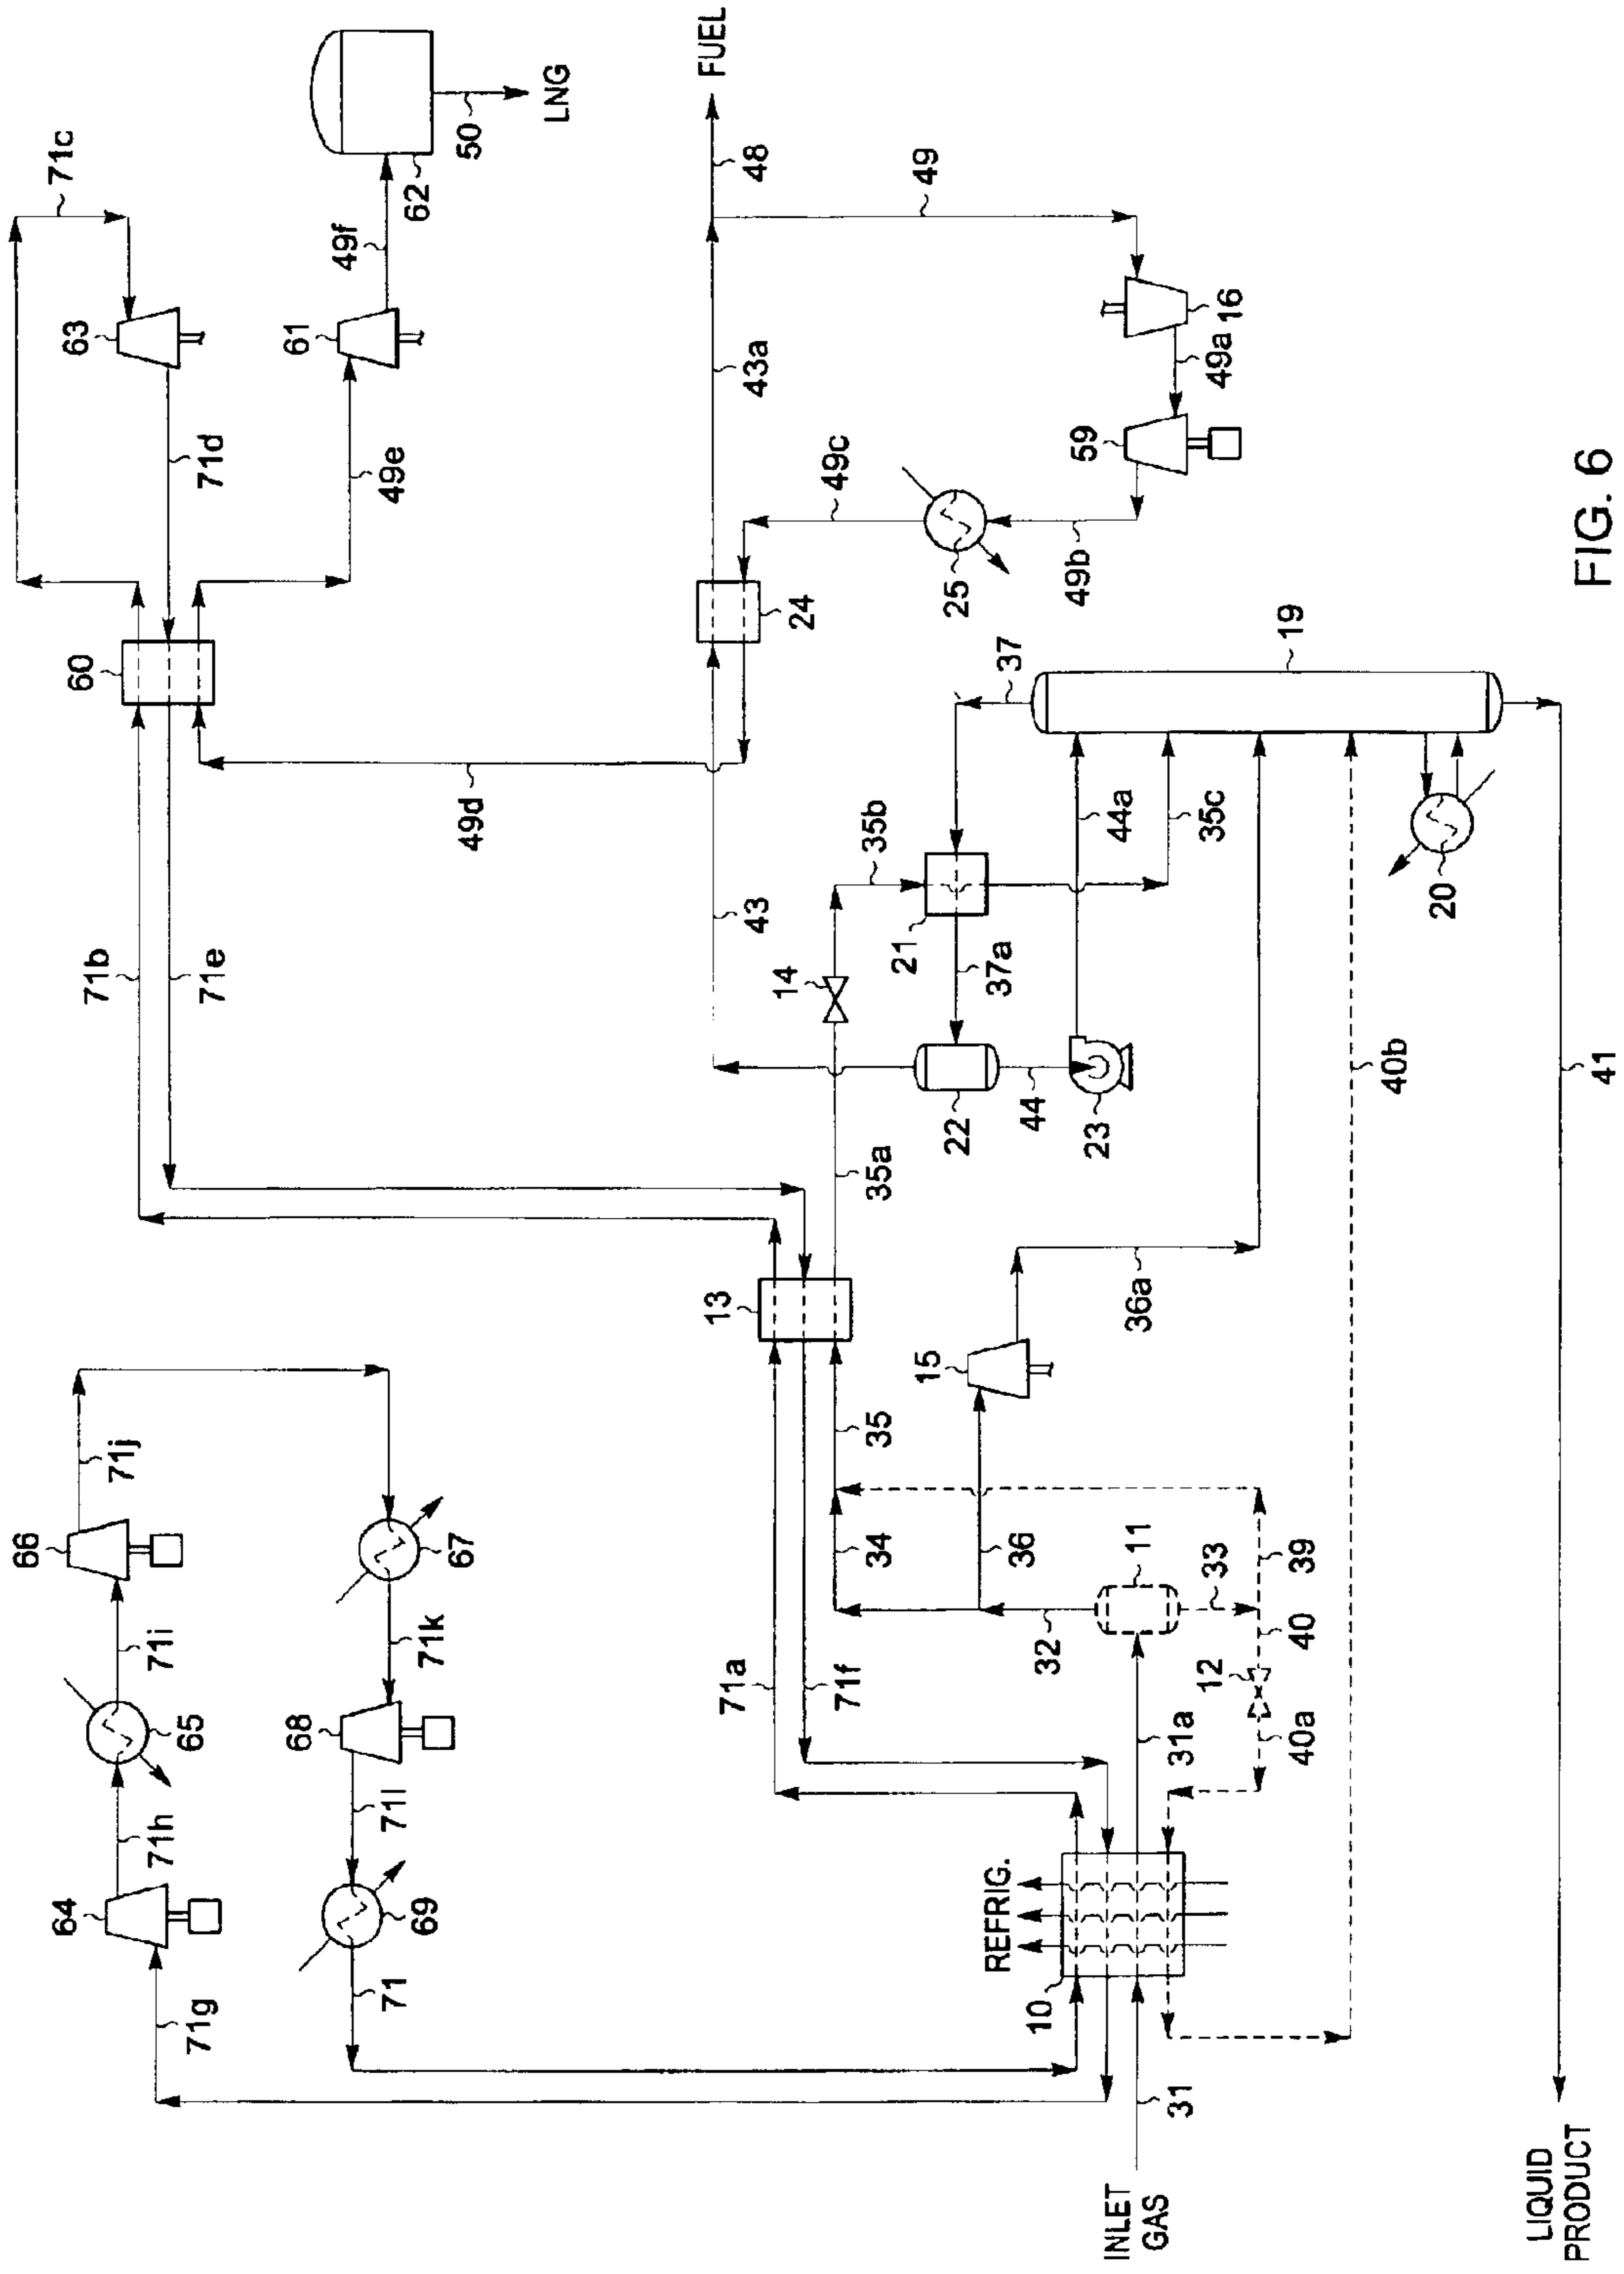 71c
63
71d
60
71b
71e
49f
61
49e
62
50
LNG
FUEL
48
49
43a
16
49a
59
49c
25
49b
24
49d
43
37
19
35b
44a
35c
20
21
14
37a
22
44
23
35a
40b
41
13
36a
15
35
71j
66
67
34
36
11
33
39
32
40
12
40a
31a
71i
65
71k
68
71a
71f
71h
64
71l
69
71
71g
REFRIG.
10
31
INLET
GAS
LIQUID
PRODUCT
FIG. 6